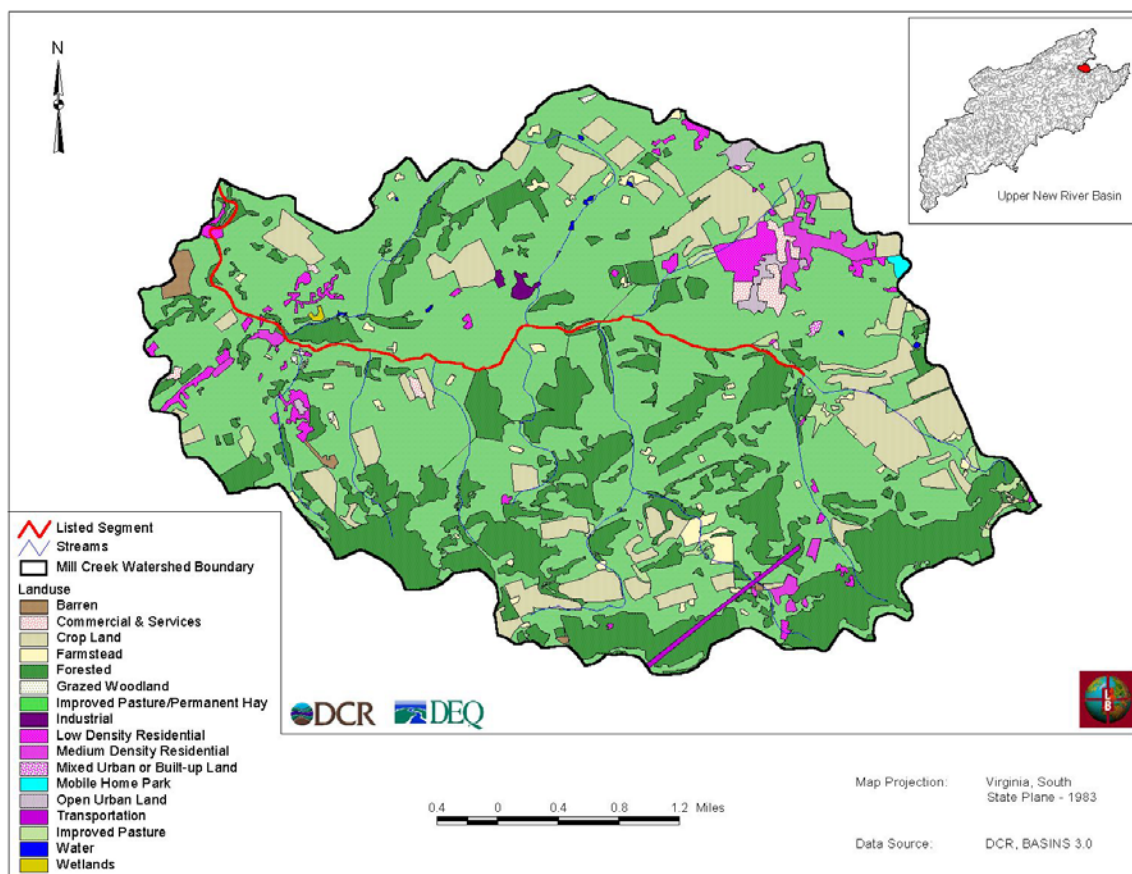 N
Upper New River Basin
Listed Segment
Streams
Mill Creek Watershed Boundary
Landuse
Barren
Commercial & Services
Crop Land
Farmstead
Forested
Grazed Woodland
Improved Pasture/Permanent Hay
Industrial
Low Density Residential
Medium Density Residential
Mixed Urban or Built-up Land
Mobile Home Park
Open Urban Land
Transportation
Improved Pasture
Water
Wetlands
DCR
DEQ
L
B
0.4 0 0.4 0.8 1.2 Miles
Map Projection: Virginia, South
State Plane - 1983
Data Source: DCR, BASINS 3.0